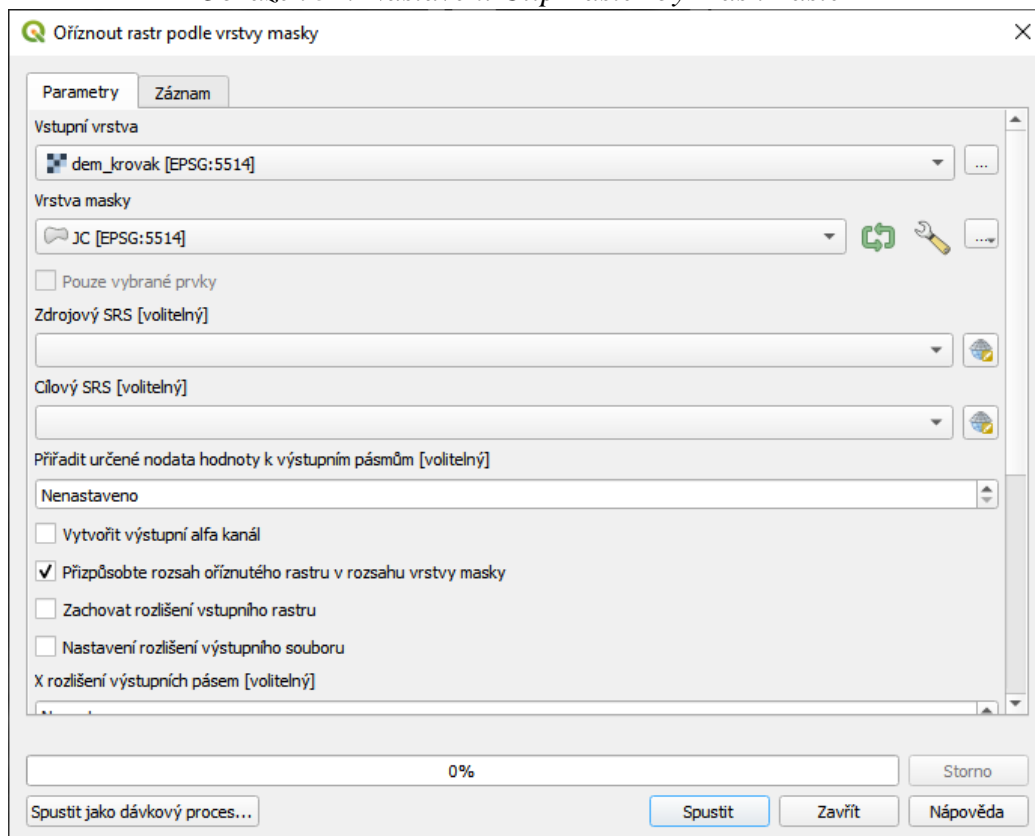 Oříznout rastr podle vrstvy masky
Parametry Záznam
Vstupní vrstva
dem_krovak [EPSG:5514]
...
Vrstva masky
JC [EPSG:5514]
...
Pouze vybrané prvky
Zdrojový SRS [volitelný]
Cílový SRS [volitelný]
Přiřadit určené nodata hodnoty k výstupním pásmům [volitelný]
Nenastaveno
Vytvořit výstupní alfa kanál
Přizpůsobte rozsah oříznutého rastru v rozsahu vrstvy masky
Zachovat rozlišení vstupního rastru
Nastavení rozlišení výstupního souboru
X rozlišení výstupních pásem [volitelný]
0%
Storno
Spustit jako dávkový proces...
Spustit
Zavřít
Nápověda